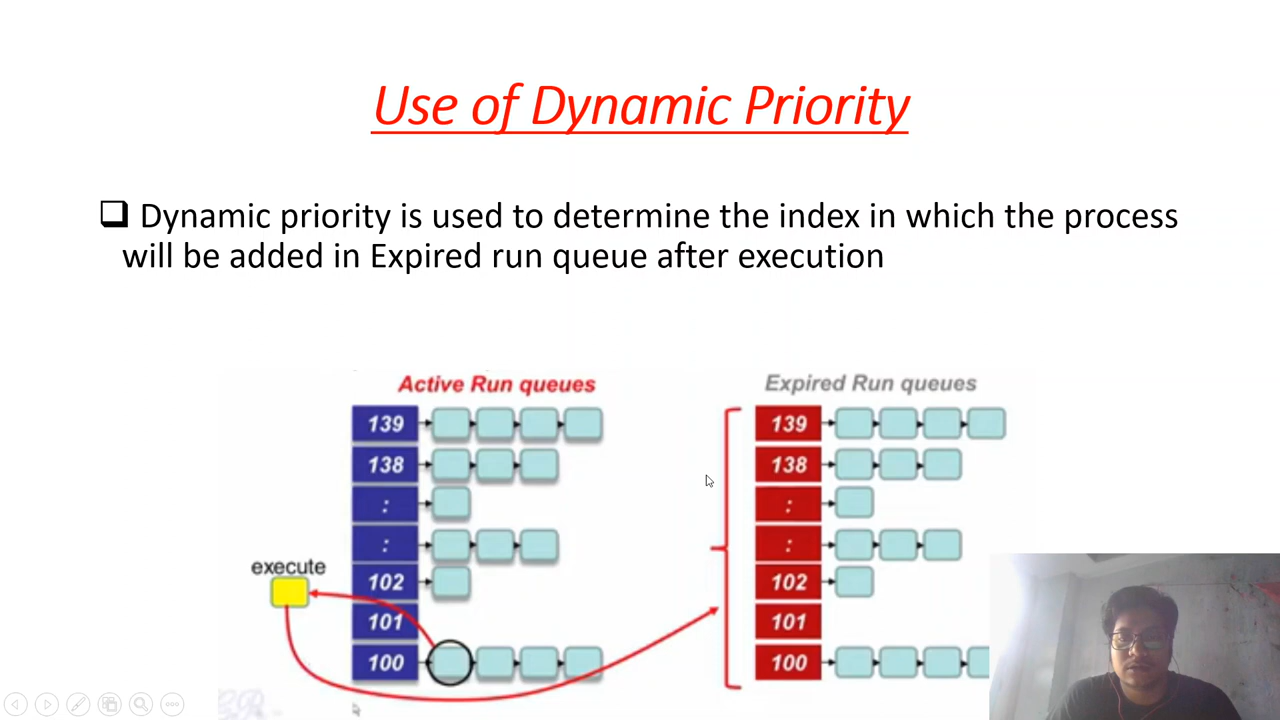 Use of Dynamic Priority
Dynamic priority is used to determine the index in which the process
will be added in Expired run queue after execution
Active Run queues
139
138
:
:
execute
102
101
100
Expired Run queues
139
138
:
:
102
101
100